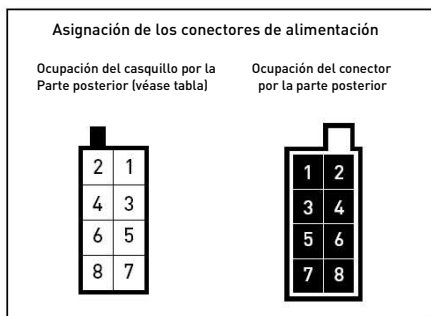 Asignación de los conectores de alimentación
Ocupación del casquillo por la
Parte posterior (véase tabla)
Ocupación del conector
por la parte posterior
2 1
4 3
6 5
8 7
1 2
3 4
5 6
7 8